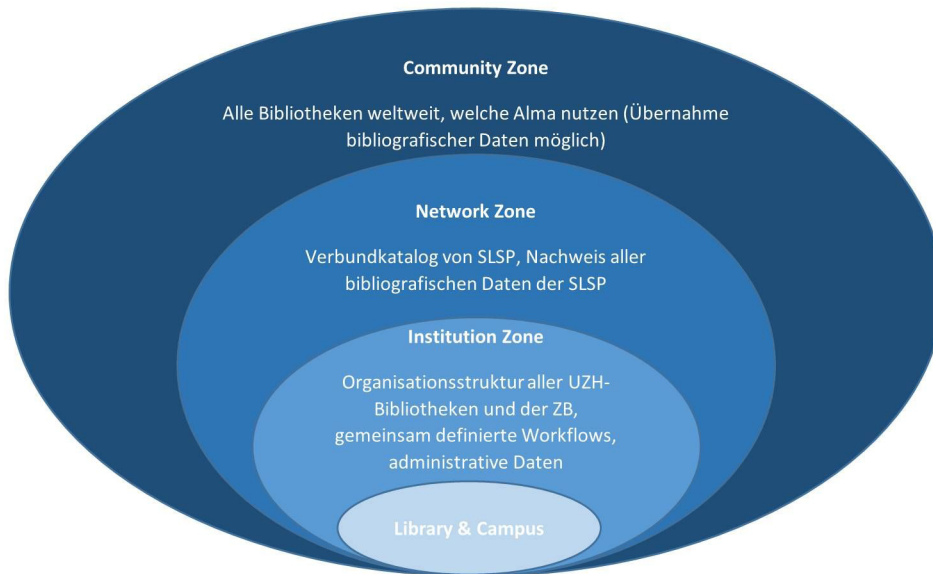 Community Zone
Alle Bibliotheken weltweit, welche Alma nutzen (Übernahme
bibliografischer Daten möglich)
Network Zone
Verbundkatalog von SLSP, Nachweis aller
bibliografischen Daten der SLSP
Institution Zone
Organisationsstruktur aller UZH-
Bibliotheken und der ZB,
gemeinsam definierte Workflows,
administrative Daten
Library & Campus